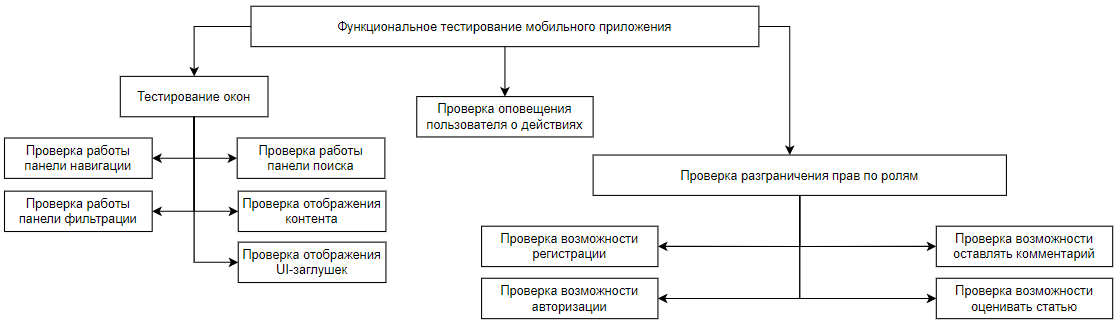 Функциональное тестирование мобильного приложения
Тестирование окон
Проверка оповещения
пользователя о действиях
Проверка работы
панели навигации
Проверка работы
панели поиска
Проверка разграничения прав по ролям
Проверка работы
панели фильтрации
Проверка отображения
контента
Проверка отображения
UI-заглушек
Проверка возможности
регистрации
Проверка возможности
оставлять комментарий
Проверка возможности
авторизации
Проверка возможности
оценивать статью